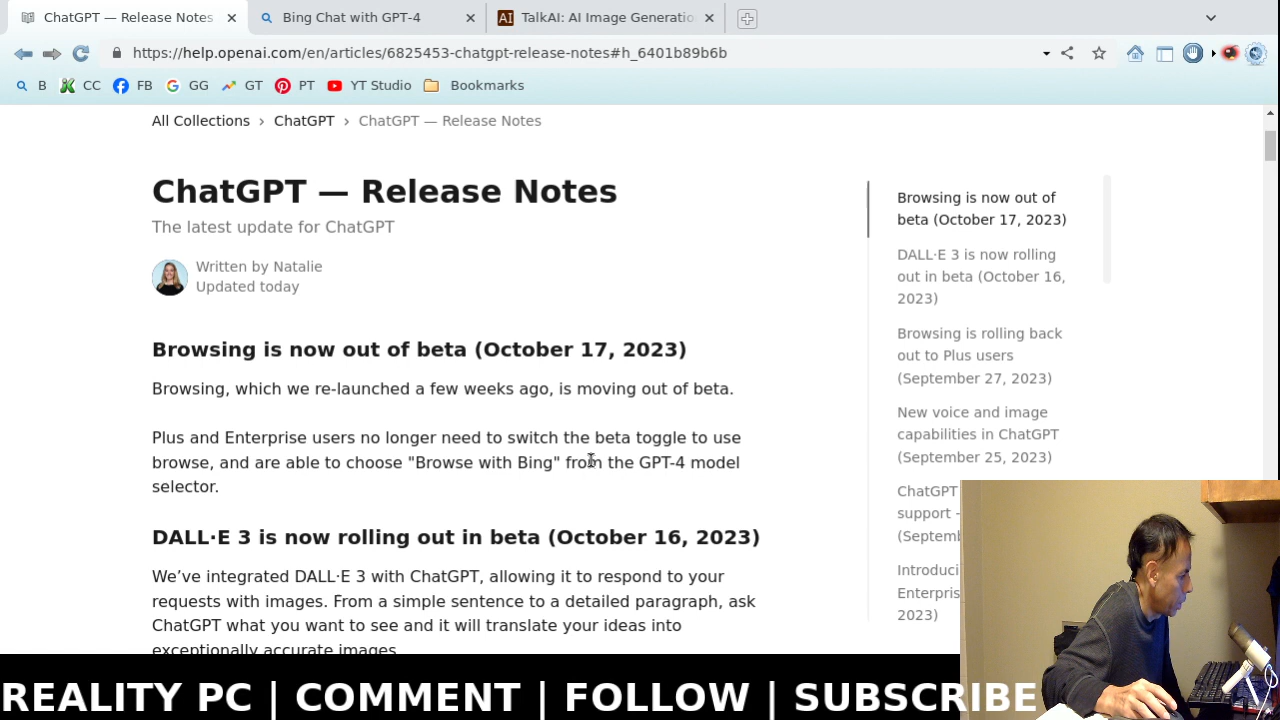 ChatGPT — Release Notes
Bing Chat with GPT-4
TalkAI: AI Image Generatio
https://help.openai.com/en/articles/6825453-chatgpt-release-notes#h_6401b89b6b
B CC FB GG GT PT YT Studio Bookmarks
All Collections > ChatGPT > ChatGPT — Release Notes
ChatGPT — Release Notes
The latest update for ChatGPT
Written by Natalie
Updated today
Browsing is now out of beta (October 17, 2023)
Browsing, which we re-launched a few weeks ago, is moving out of beta.
Plus and Enterprise users no longer need to switch the beta toggle to use
browse, and are able to choose "Browse with Bing" from the GPT-4 model
selector.
DALL·E 3 is now rolling out in beta (October 16, 2023)
We’ve integrated DALL·E 3 with ChatGPT, allowing it to respond to your
requests with images. From a simple sentence to a detailed paragraph, ask
ChatGPT what you want to see and it will translate your ideas into
exceptionally accurate images.
Browsing is now out of
beta (October 17, 2023)
DALL·E 3 is now rolling
out in beta (October 16,
2023)
Browsing is rolling back
out to Plus users
(September 27, 2023)
New voice and image
capabilities in ChatGPT
(September 25, 2023)
ChatGPT
support -
(Septemb
Introduci
Enterpris
2023)
REALITY PC | COMMENT | FOLLOW | SUBSCRIBE